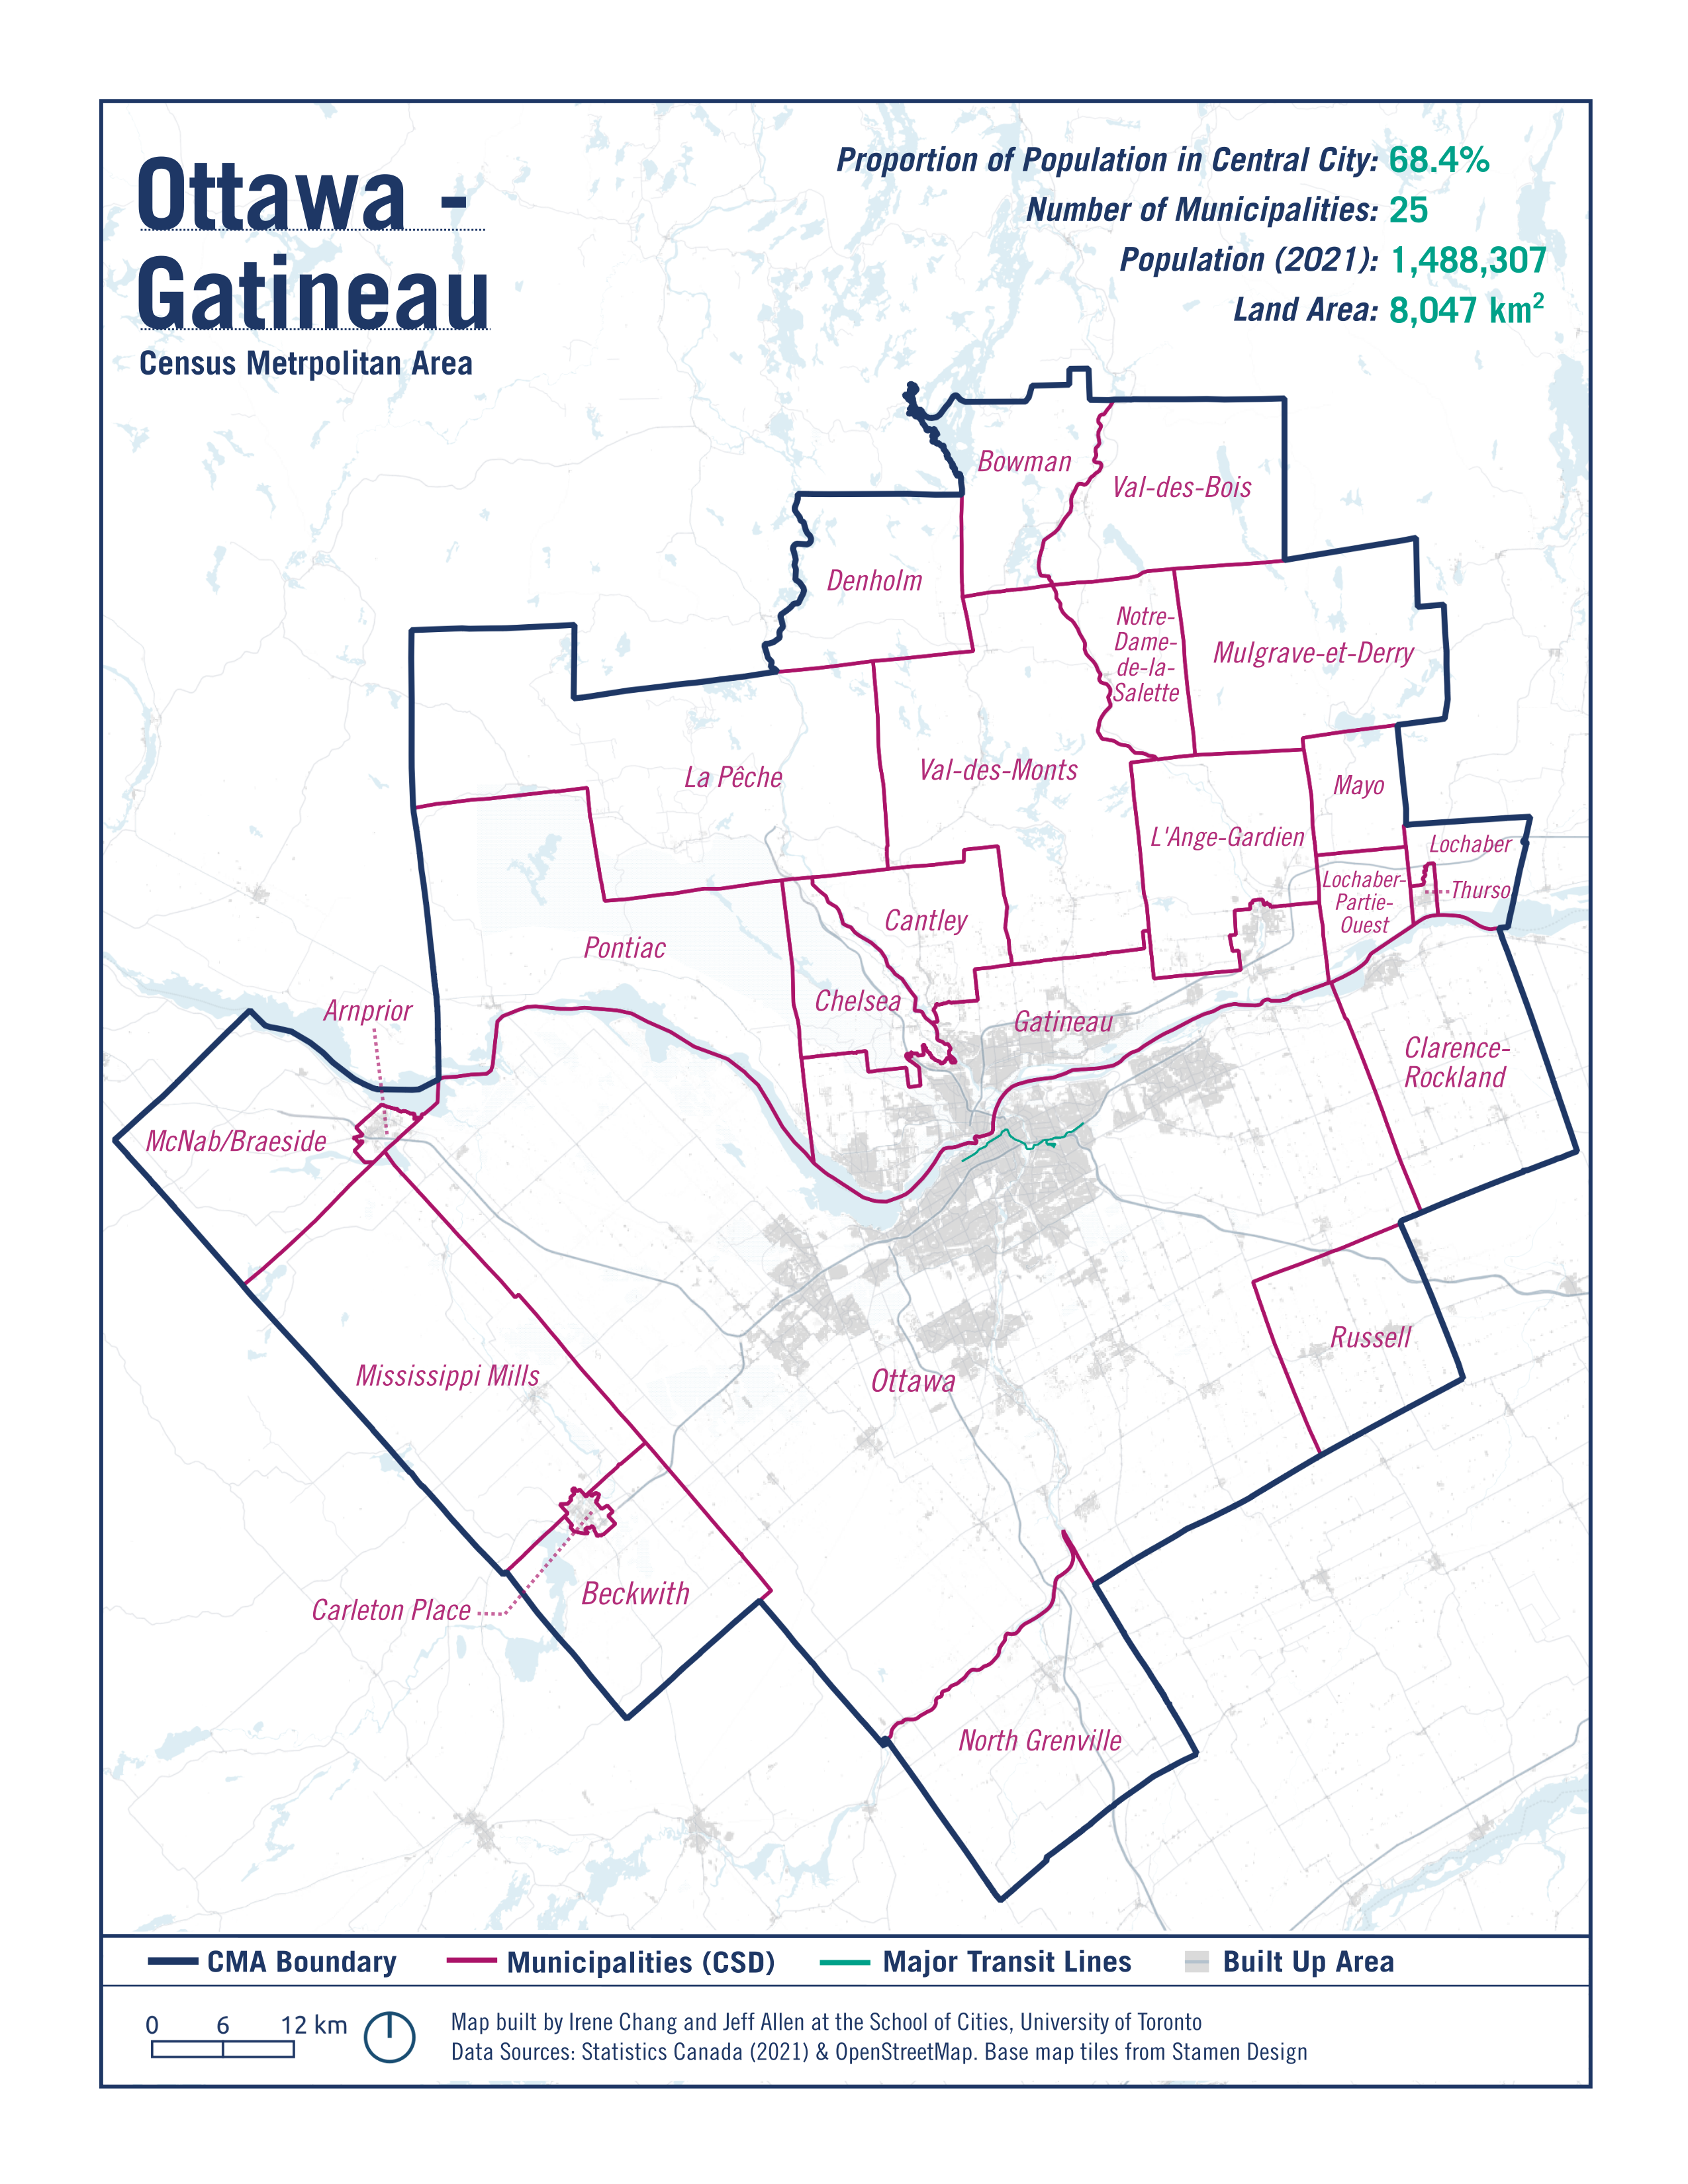 Ottawa -
Gatineau
Census Metrpolitan Area
Proportion of Population in Central City: 68.4%
Number of Municipalities: 25
Population (2021): 1,488,307
Land Area: 8,047 km²
Bowman
Val-des-Bois
Denholm
Notre-
Dame-
de-la-
Salette
Mulgrave-et-Derry
La Pêche
Val-des-Monts
Mayo
L'Ange-Gardien
Lochaber
Lochaber-
Partie-
Ouest
Thurso
Cantley
Pontiac
Chelsea
Arnprior
Gatineau
Clarence-
Rockland
McNab/Braeside
Russell
Mississippi Mills
Ottawa
Beckwith
Carleton Place
North Grenville
CMA Boundary
Municipalities (CSD)
Major Transit Lines
Built Up Area
0 6 12 km
Map built by Irene Chang and Jeff Allen at the School of Cities, University of Toronto
Data Sources: Statistics Canada (2021) & OpenStreetMap. Base map tiles from Stamen Design